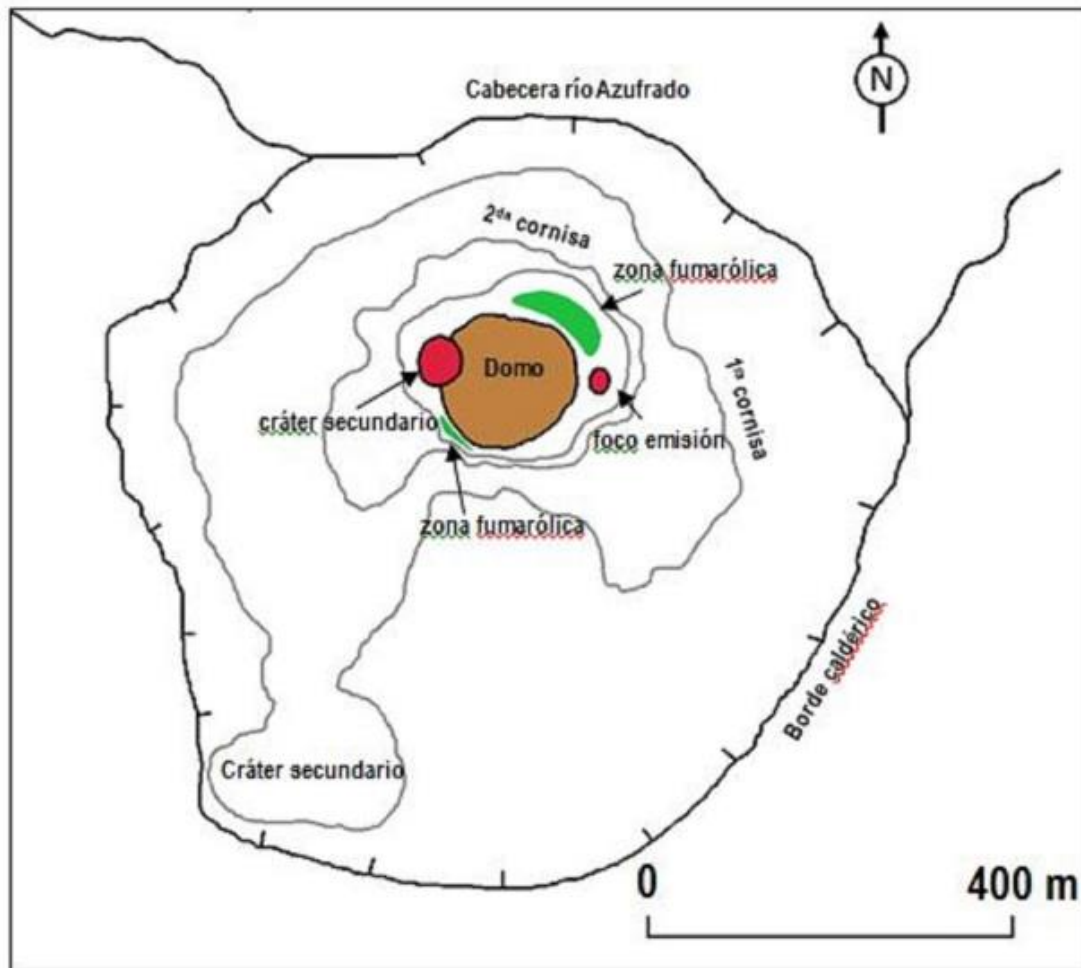 N
Cabecera río Azufrado
2da cornisa
zona fumarólica
Domo
1ra cornisa
cráter secundario
foco emisión
zona fumarólica
Borde caldérico
Cráter secundario
0
400 m